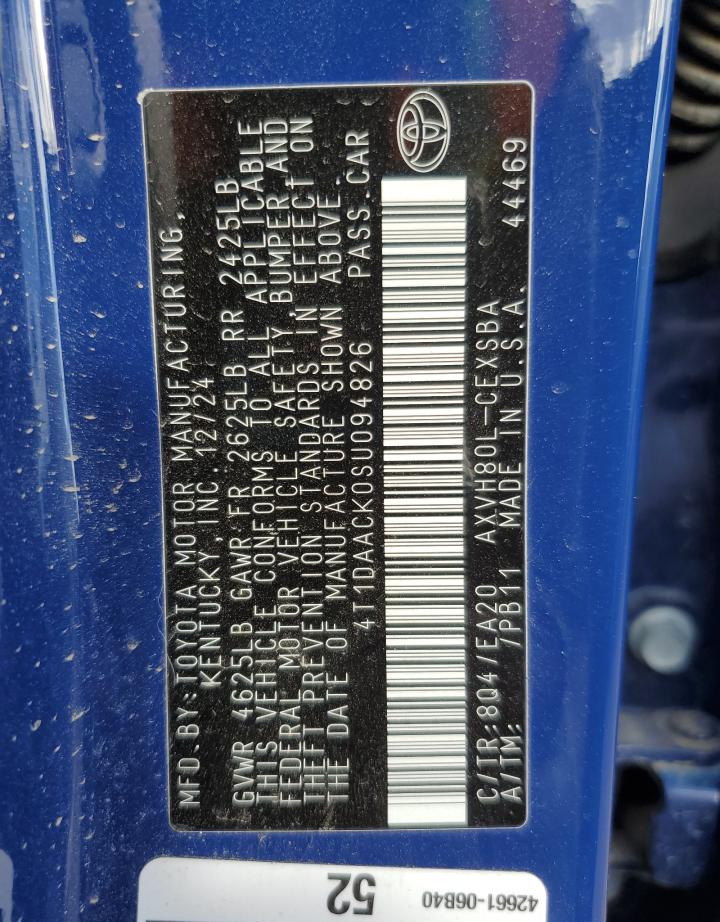 MFD.BY:TOYOTA MOTOR MANUFACTURING,
KENTUCKY, INC.12/24
GVWR 4625LB GAWR FR 2625LB RR 2425LB
THIS VEHICLE CONFORMS TO ALL APPLICABLE
FEDERAL MOTOR VEHICLE SAFETY, BUMPER,AND
THEFT PREVENTION STANDARDS IN EFFECT ON
THE DATE OF MANUFACTURE SHOWN ABOVE.
4T1DAACK0SU094826 PASS.CAR
C/TR:8Q4/EA20 AXVH80L-CEXSBA
A/TM: /PB11 MADE IN U.S.A. 44469
52
42661-06B40